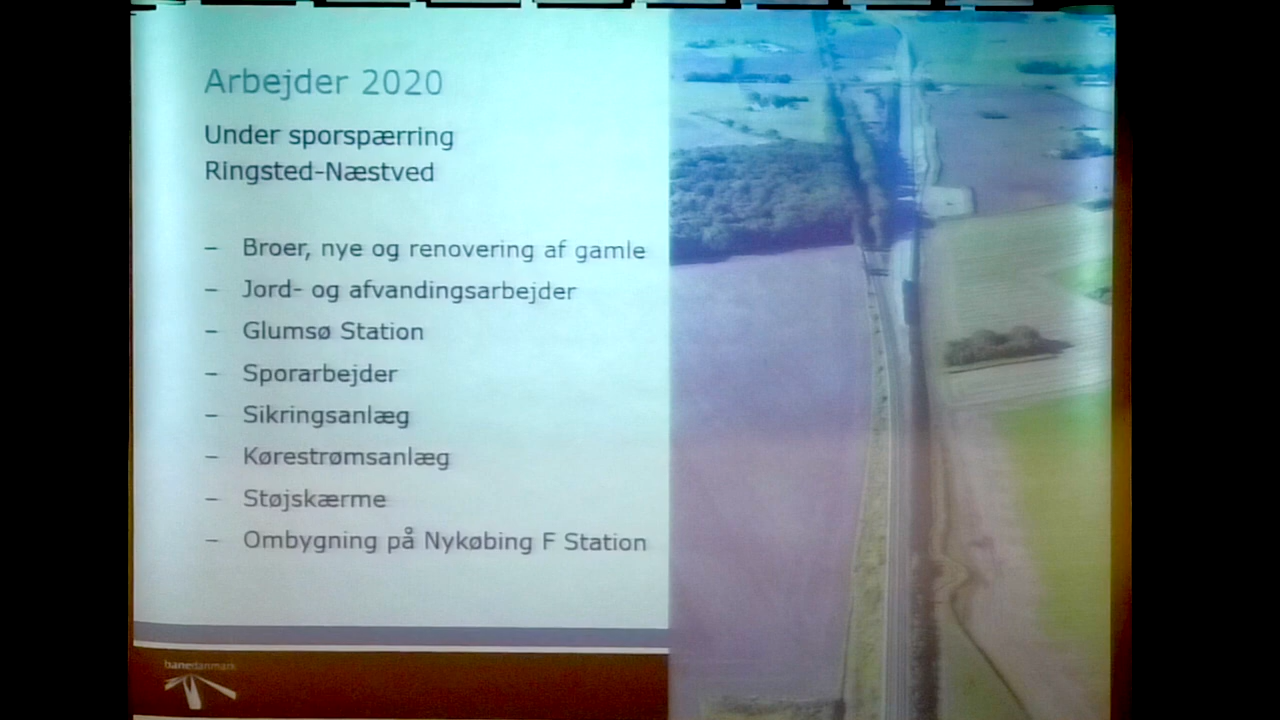 Arbejder 2020
Under sporspærring
Ringsted-Næstved
– Broer, nye og renovering af gamle
– Jord- og afvandingsarbejder
– Glumsø Station
– Sporarbejder
– Sikringsanlæg
– Kørestrømsanlæg
– Støjskærme
– Ombygning på Nykøbing F Station
banedanmark